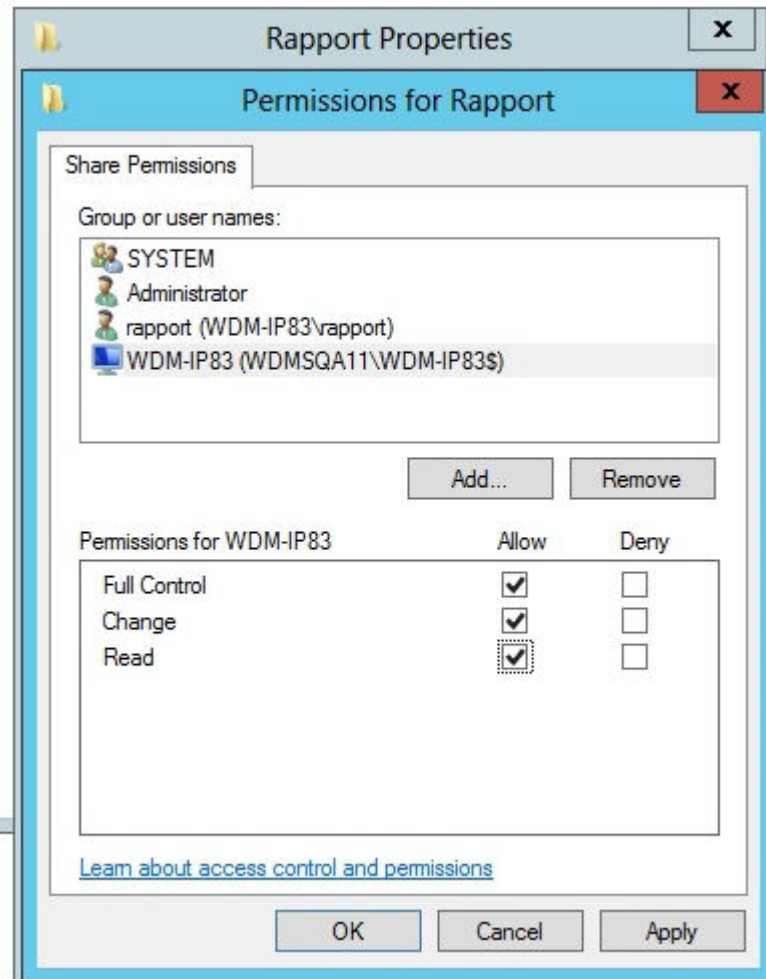 Rapport Properties
x
Permissions for Rapport
x
Share Permissions
Group or user names:
SYSTEM
Administrator
rapport (WDM-IP83\rapport)
WDM-IP83 (WDMSQA11\WDM-IP83$)
Add... Remove
Permissions for WDM-IP83 Allow Deny
Full Control
Change
Read
Learn about access control and permissions
OK Cancel Apply